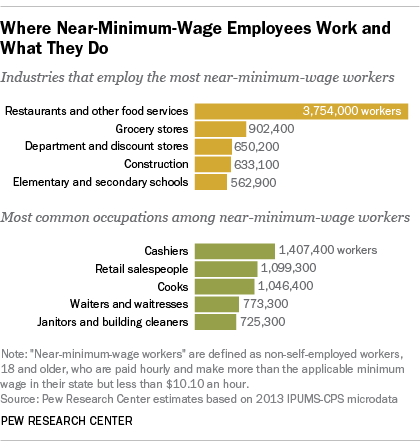 Where Near-Minimum-Wage Employees Work and
What They Do
Industries that employ the most near-minimum-wage workers
Restaurants and other food services 3,754,000 workers
Grocery stores 902,400
Department and discount stores 650,200
Construction 633,100
Elementary and secondary schools 562,900
Most common occupations among near-minimum-wage workers
Cashiers 1,407,400 workers
Retail salespeople 1,099,300
Cooks 1,046,400
Waiters and waitresses 773,300
Janitors and building cleaners 725,300
Note: "Near-minimum-wage workers" are defined as non-self-employed workers,
18 and older, who are paid hourly and make more than the applicable minimum
wage in their state but less than $10.10 an hour.
Source: Pew Research Center estimates based on 2013 IPUMS-CPS microdata
PEW RESEARCH CENTER